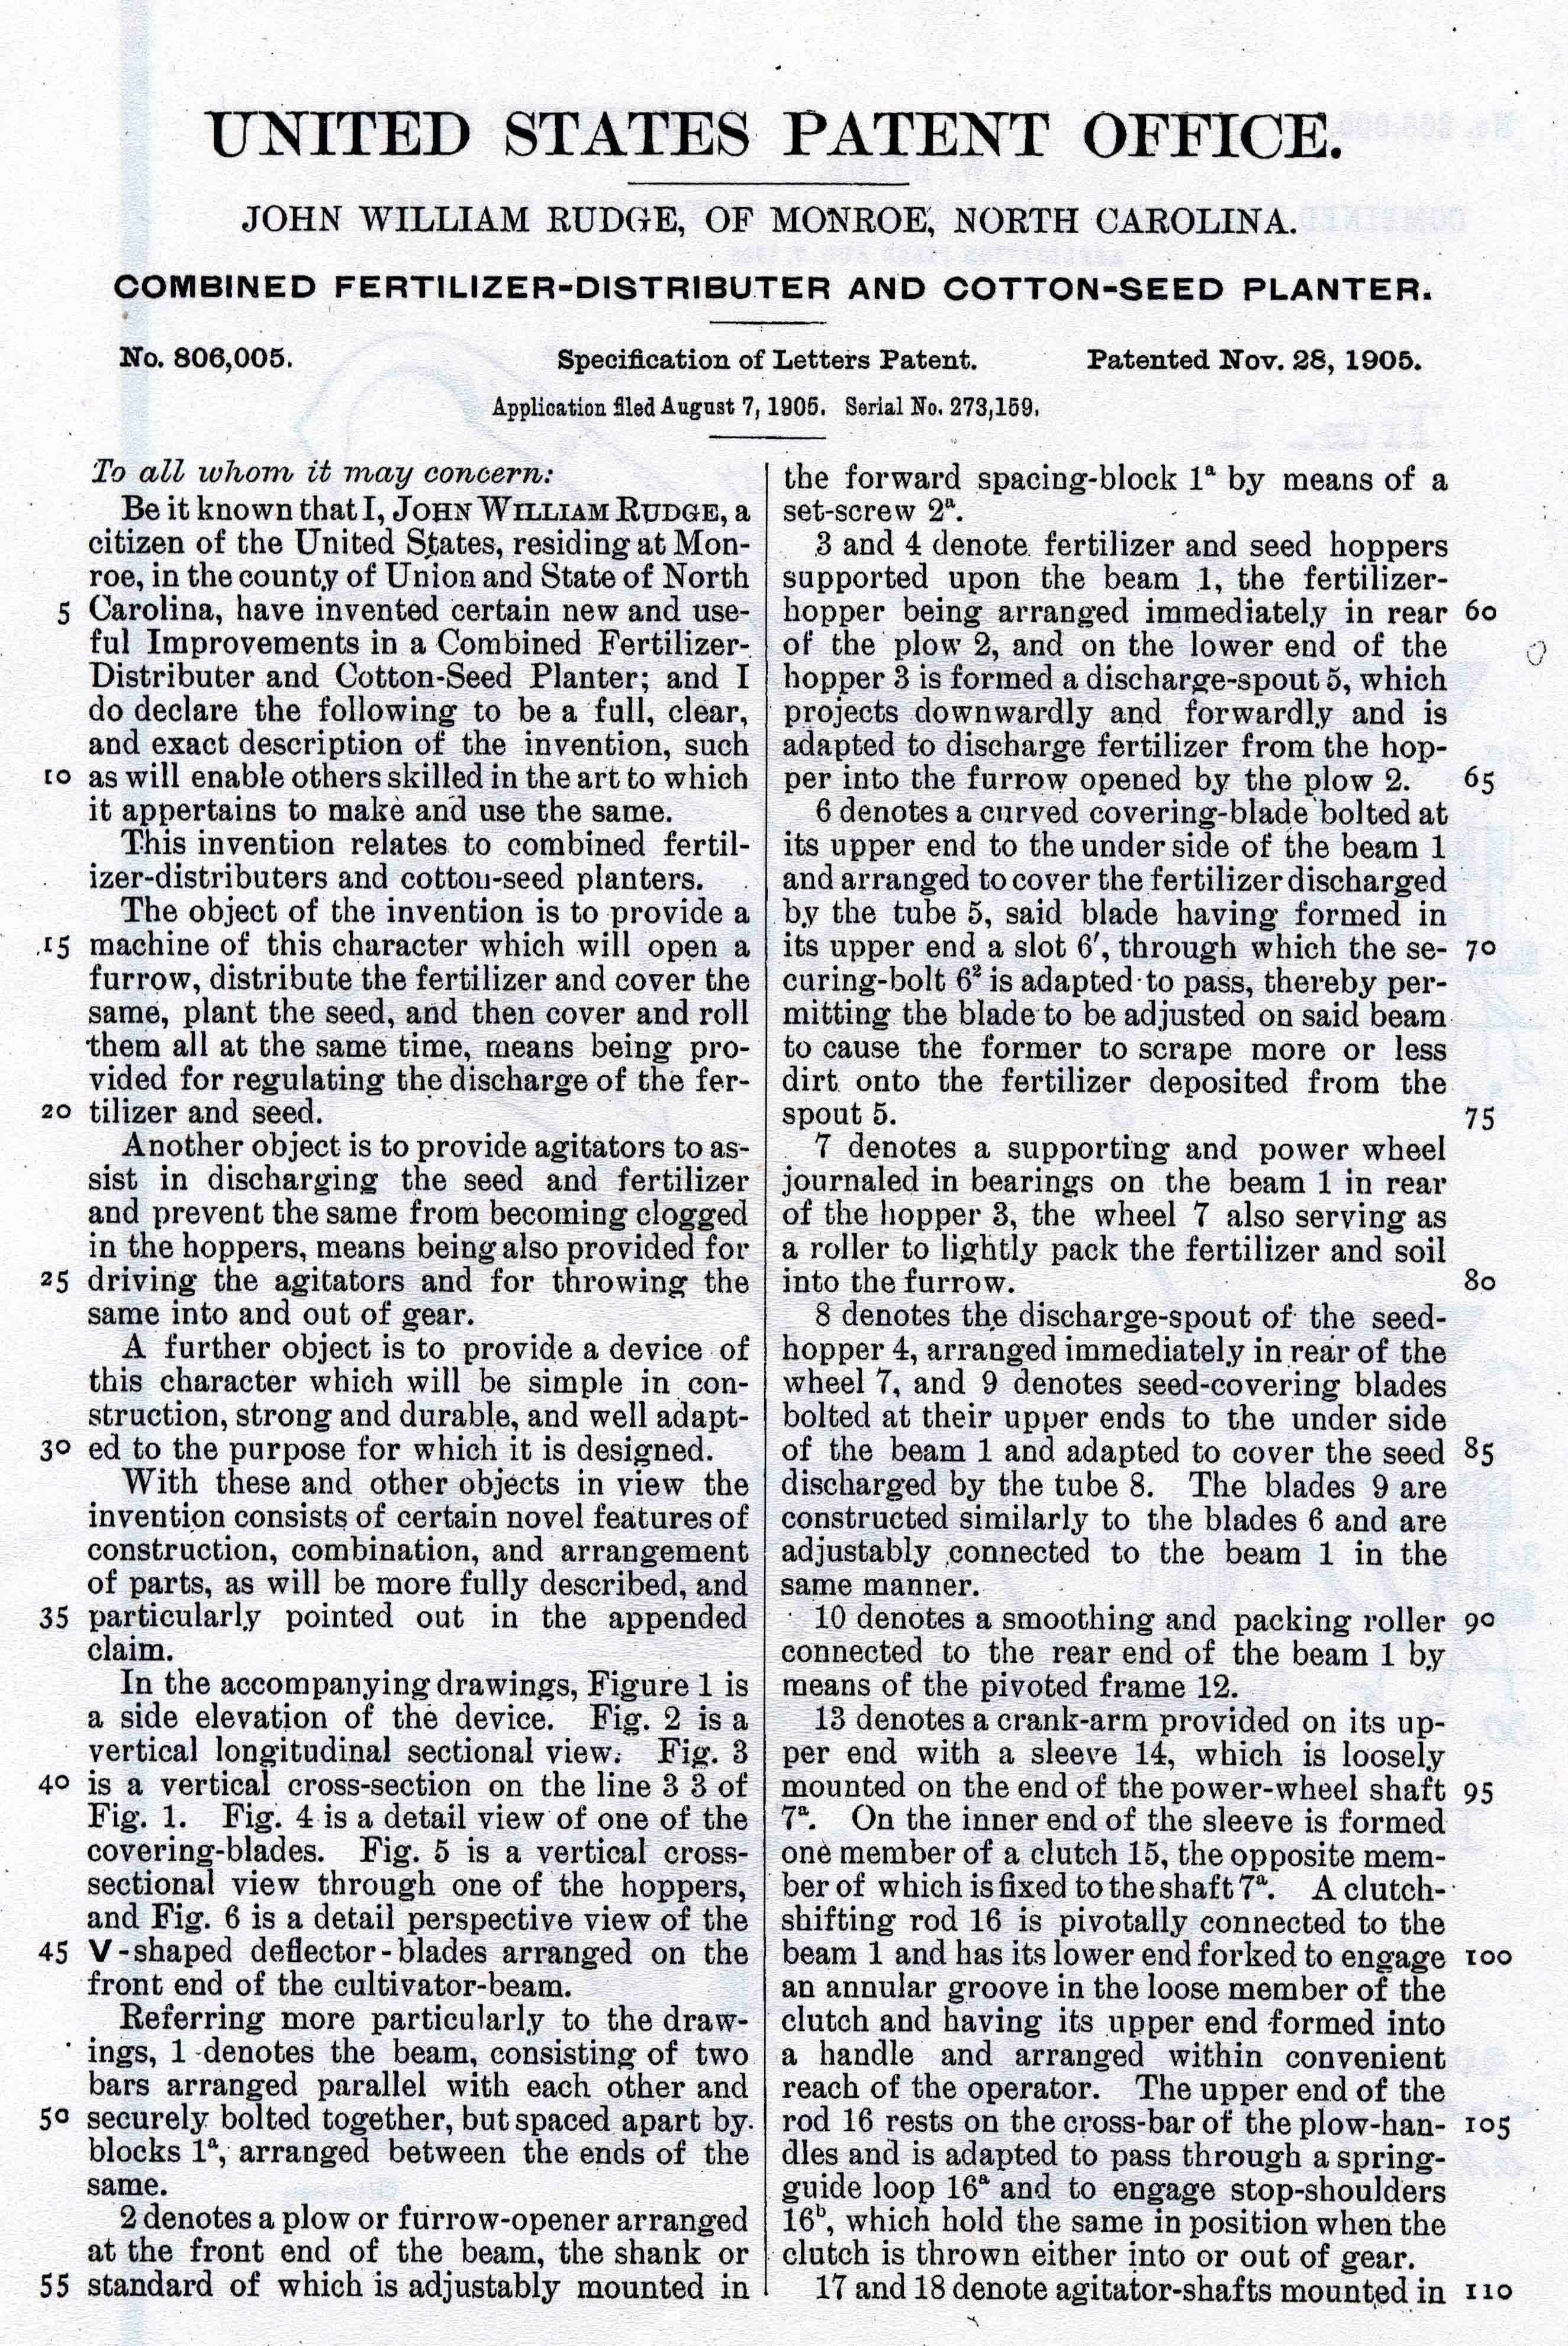 UNITED STATES PATENT OFFICE.
JOHN WILLIAM RUDGE, OF MONROE, NORTH CAROLINA.
COMBINED FERTILIZER-DISTRIBUTER AND COTTON-SEED PLANTER.
No. 806,005. Specification of Letters Patent. Patented Nov. 28, 1905.
Application filed August 7, 1905. Serial No. 273,159.
To all whom it may concern:
Be it known that I, JOHN WILLIAM RUDGE, a
citizen of the United States, residing at Mon-
roe, in the county of Union and State of North
5 Carolina, have invented certain new and use-
ful Improvements in a Combined Fertilizer-
Distributer and Cotton-Seed Planter; and I
do declare the following to be a full, clear,
and exact description of the invention, such
10 as will enable others skilled in the art to which
it appertains to make and use the same.
This invention relates to combined fertil-
izer-distributers and cotton-seed planters.
The object of the invention is to provide a
15 machine of this character which will open a
furrow, distribute the fertilizer and cover the
same, plant the seed, and then cover and roll
them all at the same time, means being pro-
vided for regulating the discharge of the fer-
20 tilizer and seed.
Another object is to provide agitators to as-
sist in discharging the seed and fertilizer
and prevent the same from becoming clogged
in the hoppers, means being also provided for
25 driving the agitators and for throwing the
same into and out of gear.
A further object is to provide a device of
this character which will be simple in con-
struction, strong and durable, and well adapt-
30 ed to the purpose for which it is designed.
With these and other objects in view the
invention consists of certain novel features of
construction, combination, and arrangement
of parts, as will be more fully described, and
35 particularly pointed out in the appended
claim.
In the accompanying drawings, Figure 1 is
a side elevation of the device. Fig. 2 is a
vertical longitudinal sectional view. Fig. 3
40 is a vertical cross-section on the line 3 3 of
Fig. 1. Fig. 4 is a detail view of one of the
covering-blades. Fig. 5 is a vertical cross-
sectional view through one of the hoppers,
and Fig. 6 is a detail perspective view of the
45 V-shaped deflector-blades arranged on the
front end of the cultivator-beam.
Referring more particularly to the draw-
ings, 1 denotes the beam, consisting of two
bars arranged parallel with each other and
50 securely bolted together, but spaced apart by
blocks 1ª, arranged between the ends of the
same.
2 denotes a plow or furrow-opener arranged
at the front end of the beam, the shank or
55 standard of which is adjustably mounted in
the forward spacing-block 1ª by means of a
set-screw 2ª.
3 and 4 denote fertilizer and seed hoppers
supported upon the beam 1, the fertilizer-
hopper being arranged immediately in rear 60
of the plow 2, and on the lower end of the
hopper 3 is formed a discharge-spout 5, which
projects downwardly and forwardly and is
adapted to discharge fertilizer from the hop-
per into the furrow opened by the plow 2. 65
6 denotes a curved covering-blade bolted at
its upper end to the under side of the beam 1
and arranged to cover the fertilizer discharged
by the tube 5, said blade having formed in
its upper end a slot 6′, through which the se- 70
curing-bolt 6² is adapted to pass, thereby per-
mitting the blade to be adjusted on said beam
to cause the former to scrape more or less
dirt onto the fertilizer deposited from the
spout 5. 75
7 denotes a supporting and power wheel
journaled in bearings on the beam 1 in rear
of the hopper 3, the wheel 7 also serving as
a roller to lightly pack the fertilizer and soil
into the furrow. 80
8 denotes the discharge-spout of the seed-
hopper 4, arranged immediately in rear of the
wheel 7, and 9 denotes seed-covering blades
bolted at their upper ends to the under side
of the beam 1 and adapted to cover the seed 85
discharged by the tube 8. The blades 9 are
constructed similarly to the blades 6 and are
adjustably connected to the beam 1 in the
same manner.
10 denotes a smoothing and packing roller 90
connected to the rear end of the beam 1 by
means of the pivoted frame 12.
13 denotes a crank-arm provided on its up-
per end with a sleeve 14, which is loosely
mounted on the end of the power-wheel shaft 95
7ª. On the inner end of the sleeve is formed
one member of a clutch 15, the opposite mem-
ber of which is fixed to the shaft 7ª. A clutch-
shifting rod 16 is pivotally connected to the
beam 1 and has its lower end forked to engage 100
an annular groove in the loose member of the
clutch and having its upper end formed into
a handle and arranged within convenient
reach of the operator. The upper end of the
rod 16 rests on the cross-bar of the plow-han- 105
dles and is adapted to pass through a spring-
guide loop 16ª and to engage stop-shoulders
16ᵇ, which hold the same in position when the
clutch is thrown either into or out of gear.
17 and 18 denote agitator-shafts mounted in 110